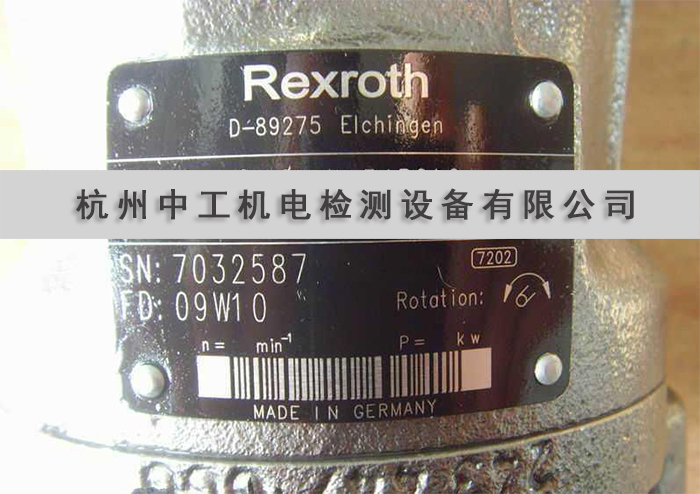 Rexroth
D-89275 Elchingen
杭州中工机电检测设备有限公司
SN: 7032587
7202
FD: 09W10
Rotation:
n= min-1
P= kw
MADE IN GERMANY